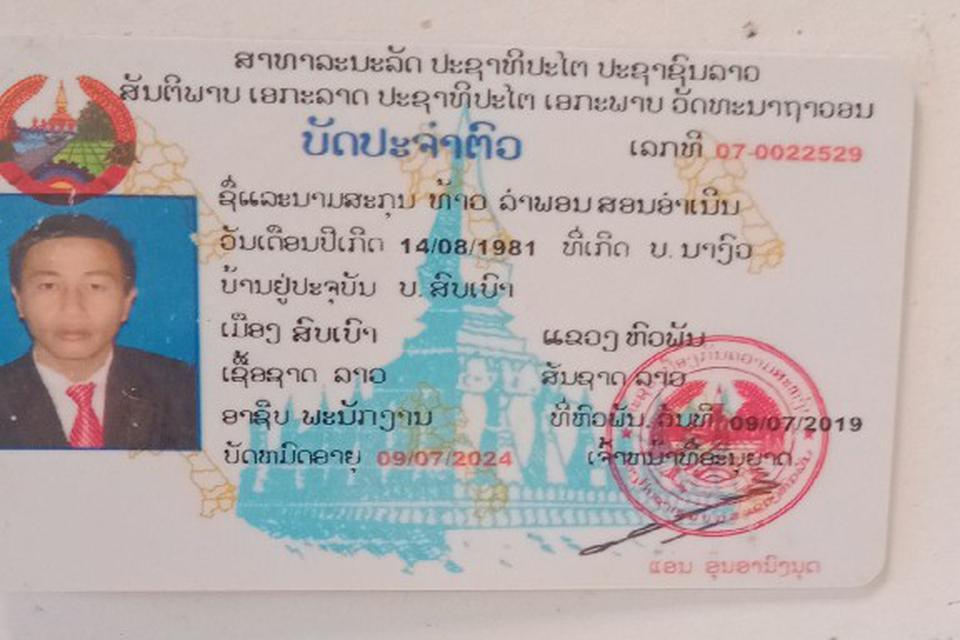 ສາທາລະນະລັດ ປະຊາທິປະໄຕ ປະຊາຊົນລາວ
ສັນຕິພາບ ເອກະລາດ ປະຊາທິປະໄຕ ເອກະພາບ ວັດທະນາຖາວອນ
ບັດປະຈຳຕົວ ເລກທີ 07-0022529
ຊື່ແລະນາມສະກຸນ ທ້າວ ລຳພອນ ສອນອຳເນີນ
ວັນເດືອນປີເກີດ 14/08/1981 ທີ່ເກີດ ບ. ນາງິວ
ບ້ານຢູ່ປະຈຸບັນ ບ. ສົບເບົາ
ເມືອງ ສົບເບົາ ແຂວງ ຫົວພັນ
ເຊື້ອຊາດ ລາວ ສັນຊາດ ລາວ
ອາຊີບ ພະນັກງານ ທີ່ຫົວພັນ, ວັນທີ 09/07/2019
ບັດຫມົດອາຍຸ 09/07/2024 ເຈົ້າຫນ້າທີ່ອະນຸຍາດ
ແອນ ອຸ່ນອານົງນຸດ